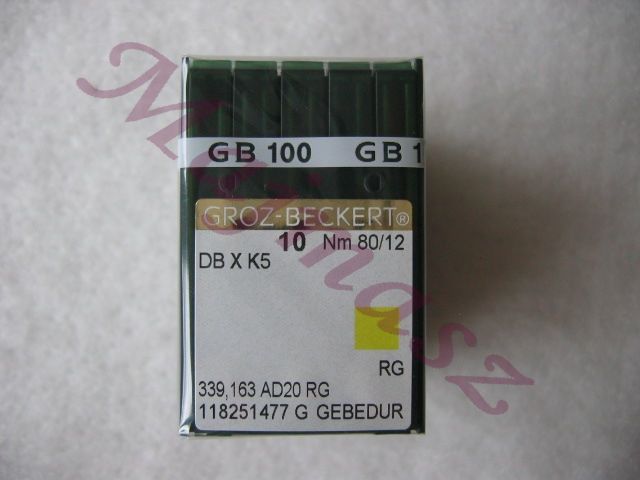 GB 100 GB 1
GROZ-BECKERT®
10 Nm 80/12
DB X K5
RG
339,163 AD20 RG
118251477 G GEBEDUR